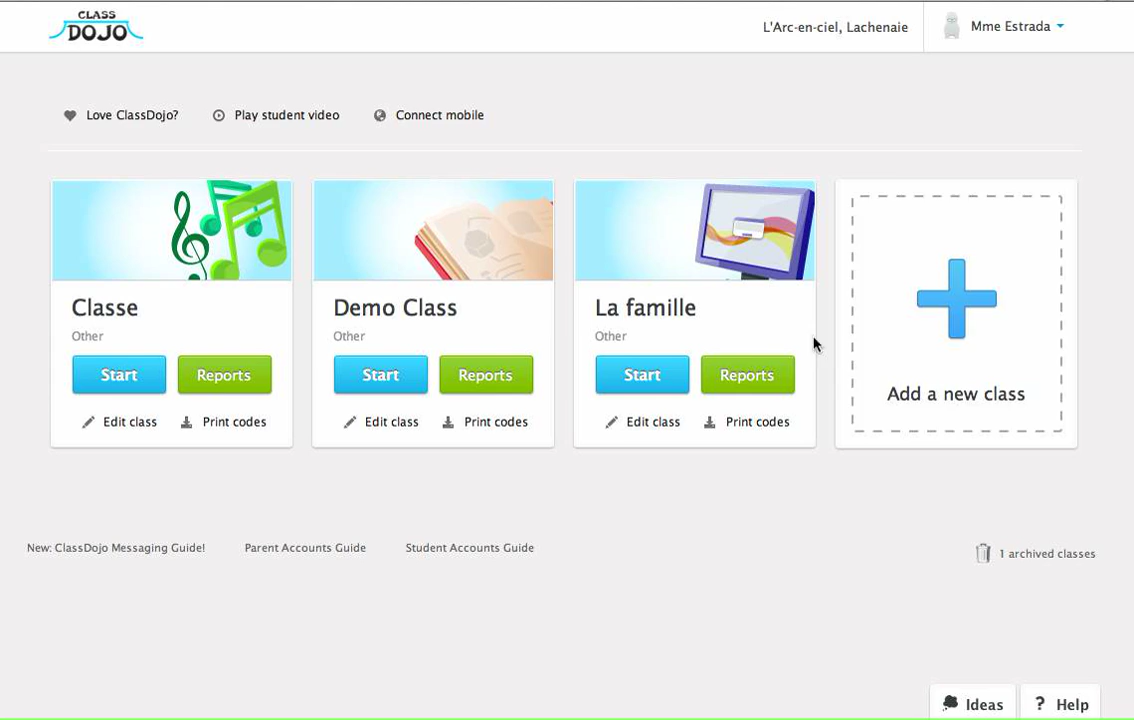 CLASS
DOJO
L'Arc-en-ciel, Lachenaie
Mme Estrada
Love ClassDojo?
Play student video
Connect mobile
Classe
Other
Start
Reports
Edit class
Print codes
Demo Class
Other
Start
Reports
Edit class
Print codes
La famille
Other
Start
Reports
Edit class
Print codes
Add a new class
New: ClassDojo Messaging Guide!
Parent Accounts Guide
Student Accounts Guide
1 archived classes
Ideas
? Help